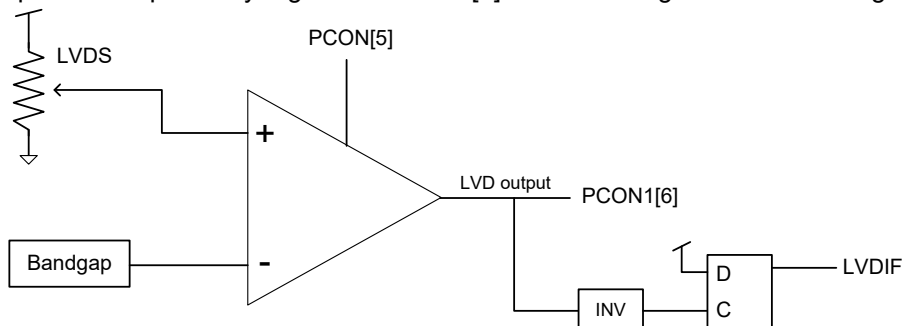 LVDS
PCON[5]
+
LVD output
PCON1[6]
-
Bandgap
D
LVDIF
INV
C